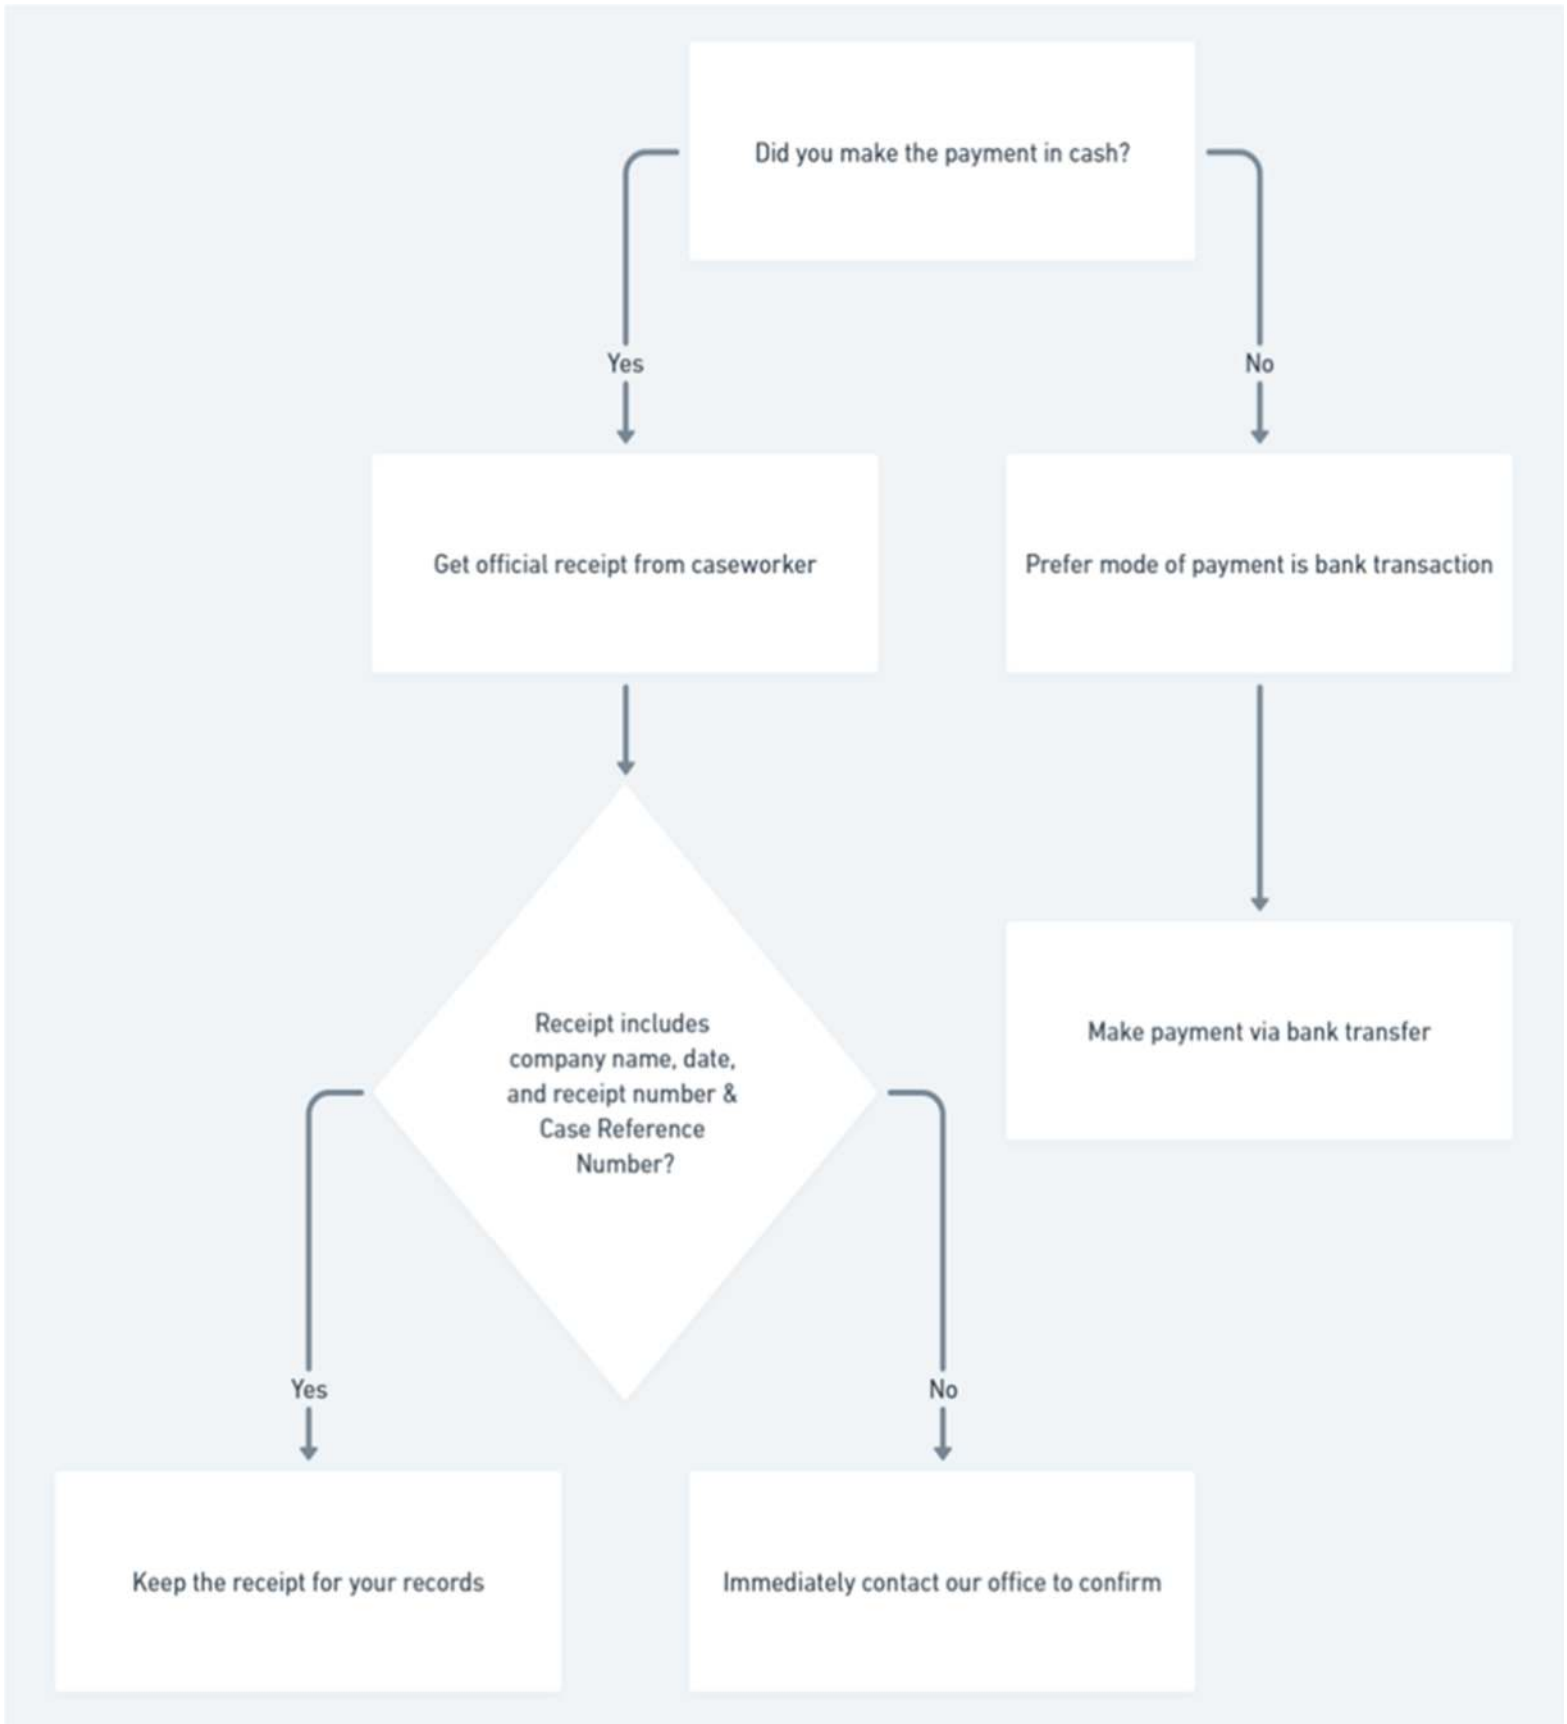 Did you make the payment in cash?
Yes
No
Get official receipt from caseworker
Prefer mode of payment is bank transaction
Receipt includes
company name, date,
and receipt number &
Case Reference
Number?
Make payment via bank transfer
Yes
No
Keep the receipt for your records
Immediately contact our office to confirm